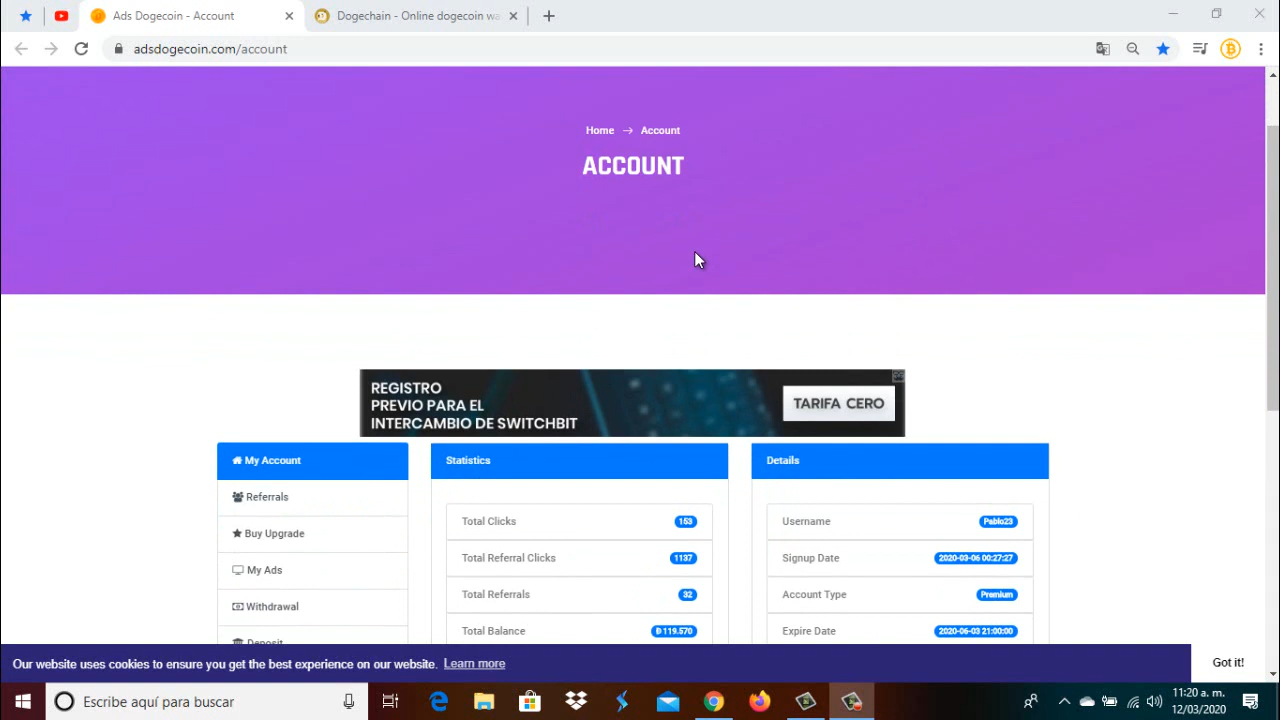 Ads Dogecoin - Account
Dogechain - Online dogecoin wa
adsdogecoin.com/account
Home → Account
ACCOUNT
REGISTRO
PREVIO PARA EL
INTERCAMBIO DE SWITCHBIT
TARIFA CERO
My Account
Referrals
Buy Upgrade
My Ads
Withdrawal
Deposit
Statistics
Total Clicks 153
Total Referral Clicks 1137
Total Referrals 32
Total Balance Ð 119.570
Details
Username Pablo23
Signup Date 2020-03-06 00:27:27
Account Type Premium
Expire Date 2020-06-03 21:00:00
Our website uses cookies to ensure you get the best experience on our website. Learn more
Got it!
Escribe aquí para buscar
11:20 a. m.
12/03/2020